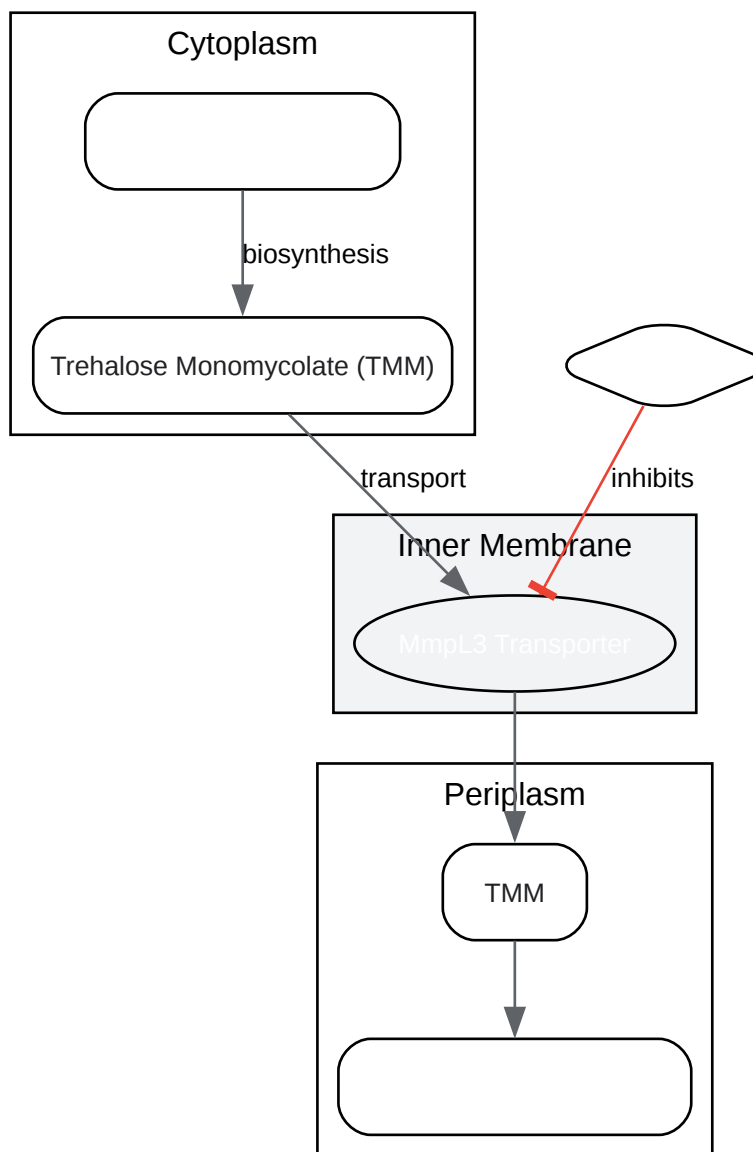 Cytoplasm
biosynthesis
Trehalose Monomycolate (TMM)
transport
inhibits
Inner Membrane
MmpL3 Transporter
Periplasm
TMM